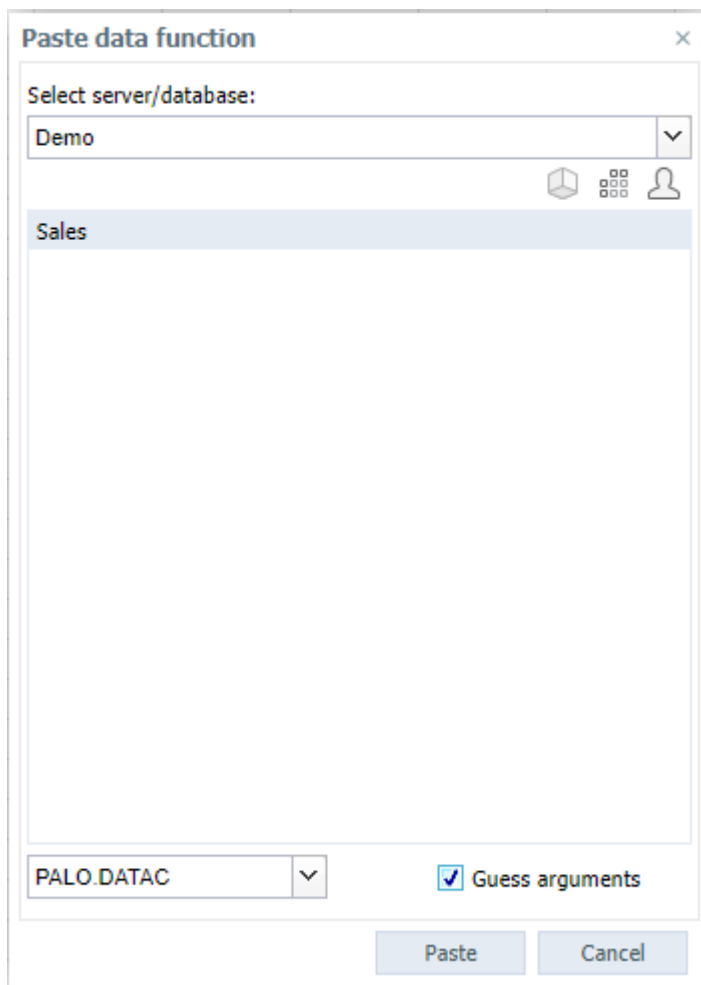 Paste data function
Select server/database:
Demo
Sales
PALO.DATAC
Guess arguments
Paste
Cancel